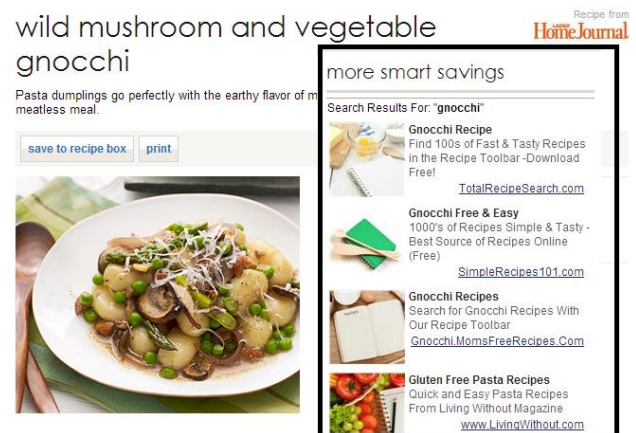 wild mushroom and vegetable
gnocchi
Recipe from
LADIES'
Home Journal
Pasta dumplings go perfectly with the earthy flavor of m
meatless meal.
save to recipe box
print
more smart savings
Search Results For: "gnocchi"
Gnocchi Recipe
Find 100s of Fast & Tasty Recipes
in the Recipe Toolbar -Download
Free!
TotalRecipeSearch.com
Gnocchi Free & Easy
1000's of Recipes Simple & Tasty -
Best Source of Recipes Online
(Free)
SimpleRecipes101.com
Gnocchi Recipes
Search for Gnocchi Recipes With
Our Recipe Toolbar
Gnocchi.MomsFreeRecipes.Com
Gluten Free Pasta Recipes
Quick and Easy Pasta Recipes
From Living Without Magazine
www.LivingWithout.com